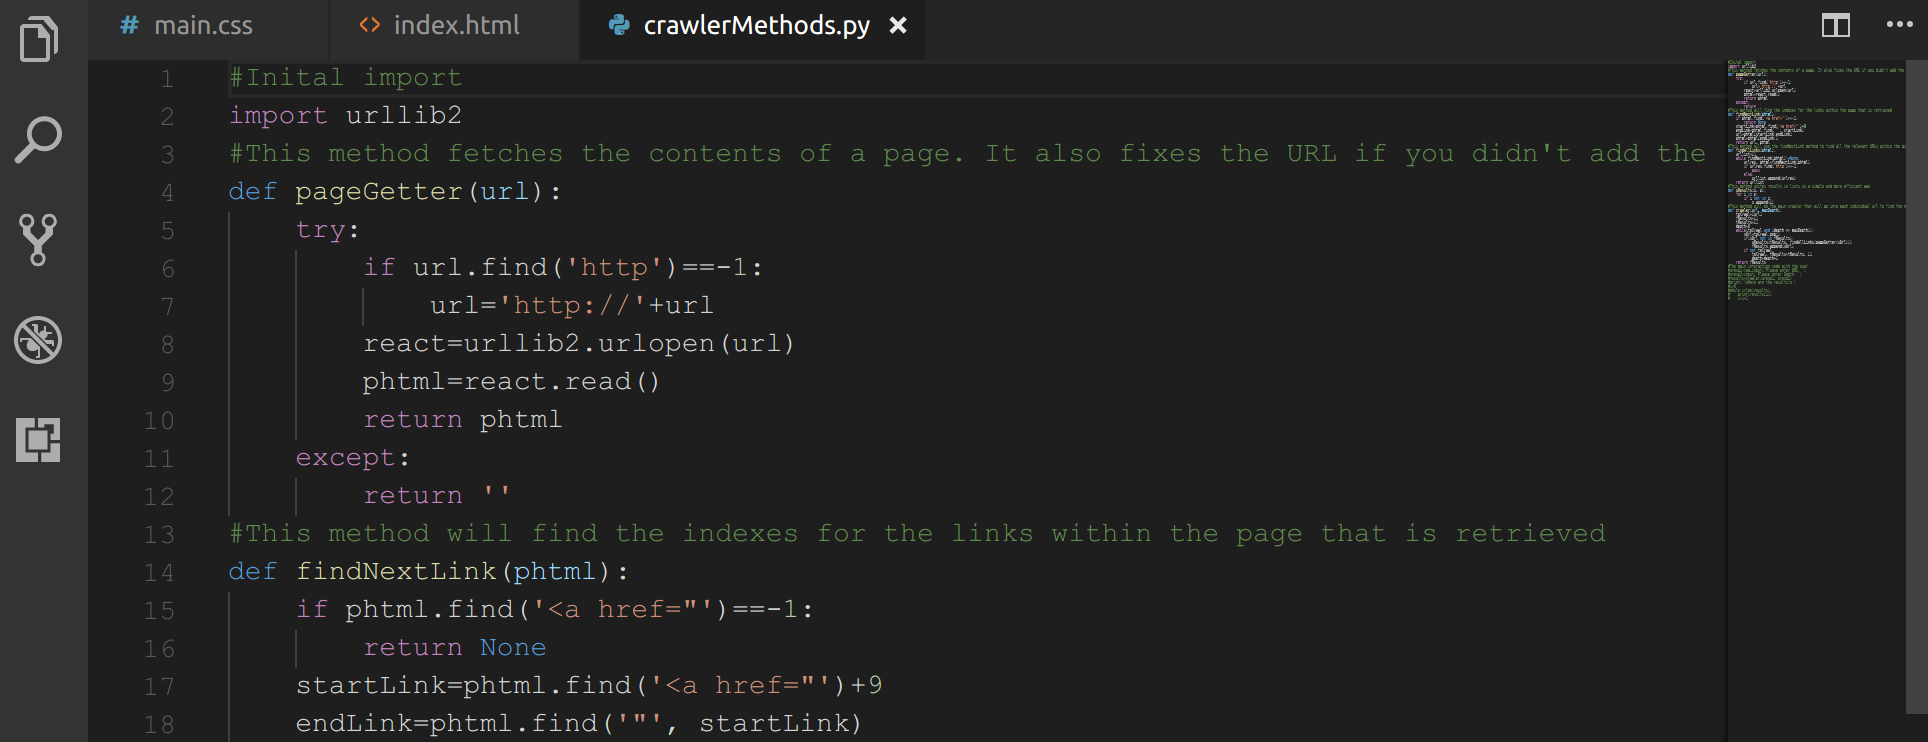 # main.css <> index.html crawlerMethods.py ×
1 #Inital import
2 import urllib2
3 #This method fetches the contents of a page. It also fixes the URL if you didn't add the
4 def pageGetter(url):
5 try:
6 if url.find('http')==-1:
7 url='http://'+url
8 react=urllib2.urlopen(url)
9 phtml=react.read()
10 return phtml
11 except:
12 return ''
13 #This method will find the indexes for the links within the page that is retrieved
14 def findNextLink(phtml):
15 if phtml.find('<a href="')==-1:
16 return None
17 startLink=phtml.find('<a href="')+9
18 endLink=phtml.find('"', startLink)